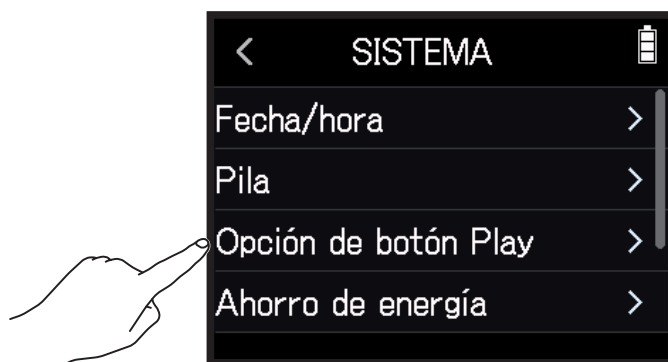 SISTEMA
Fecha/hora
Pila
Opción de botón Play
Ahorro de energía